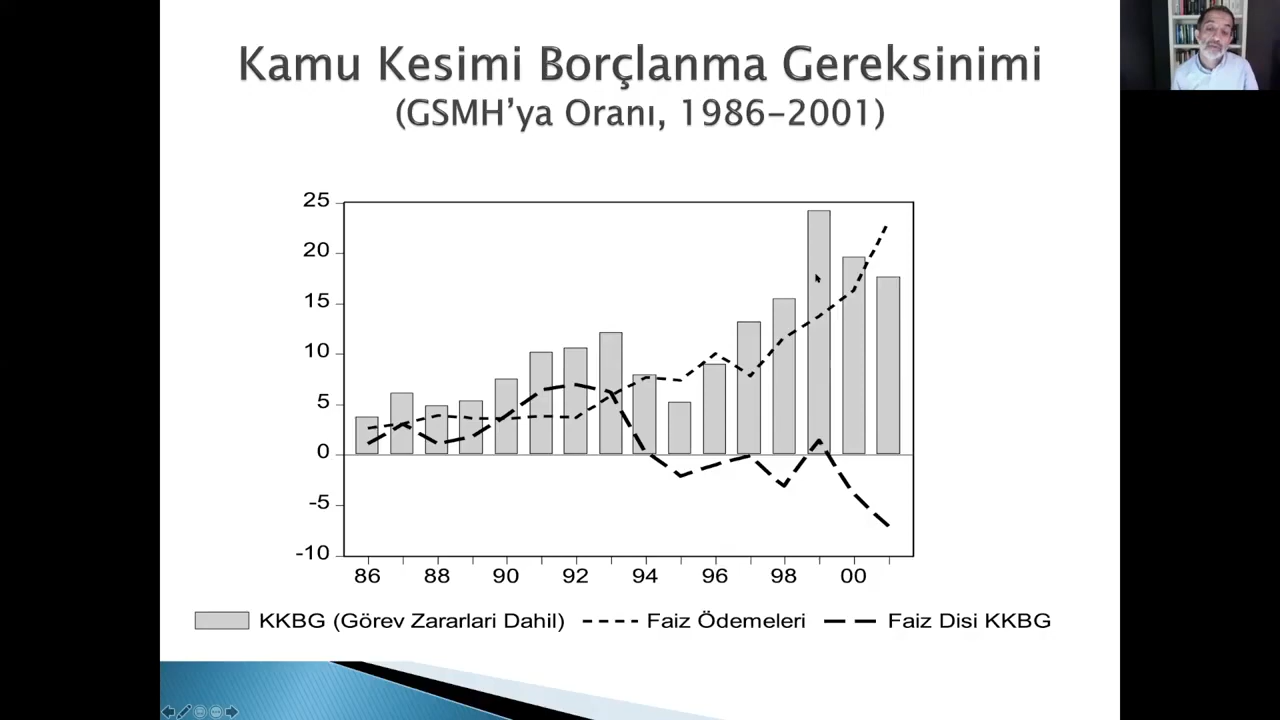 Kamu Kesimi Borçlanma Gereksinimi
(GSMH'ya Oranı, 1986-2001)
25
20
15
10
5
0
-5
-10
86 88 90 92 94 96 98 00
KKBG (Görev Zararlari Dahil) Faiz Ödemeleri Faiz Disi KKBG